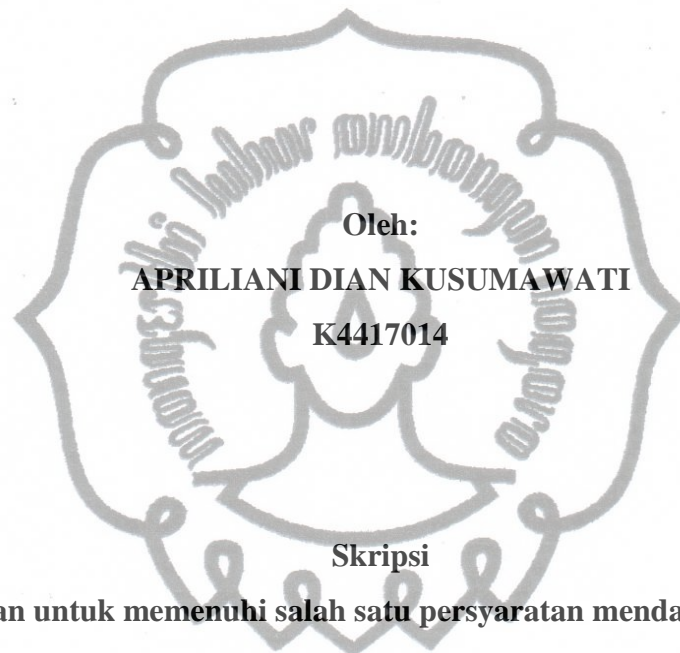 Oleh:
APRILIANI DIAN KUSUMAWATI
K4417014
Skripsi
an untuk memenuhi salah satu persyaratan menda